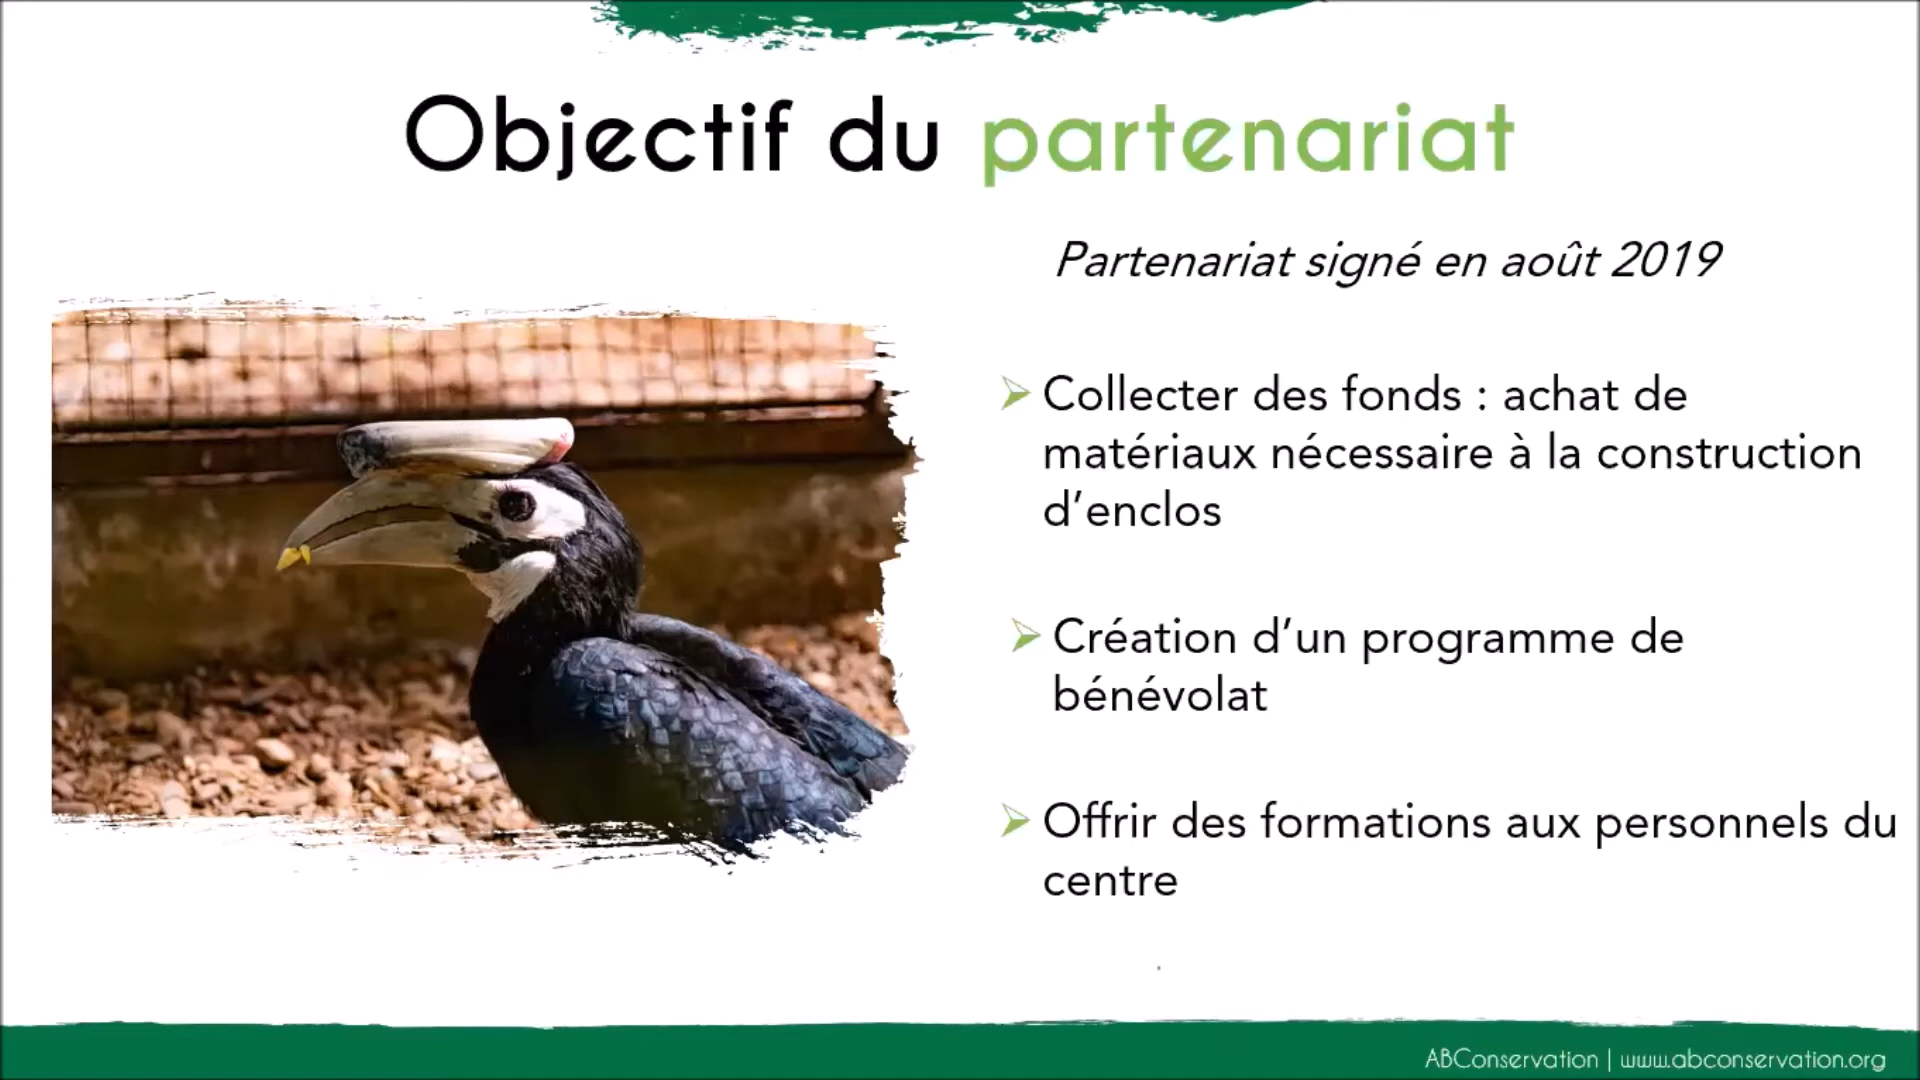 Objectif du partenariat
Partenariat signé en août 2019
Collecter des fonds : achat de
matériaux nécessaire à la construction
d’enclos
Création d’un programme de
bénévolat
Offrir des formations aux personnels du
centre
ABConservation | www.abconservation.org